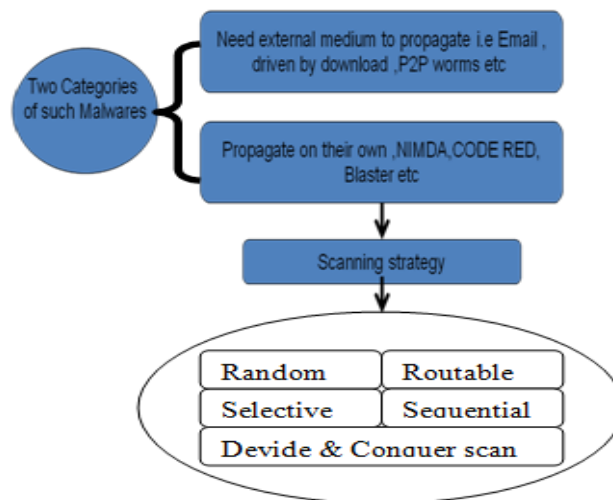 Two Categories
of such Malwares
Need external medium to propagate i.e Email ,
driven by download ,P2P worms etc
Propagate on their own ,NIMDA,CODE RED,
Blaster etc
Scanning strategy
Random
Routable
Selective
Sequential
Devide & Conquer scan